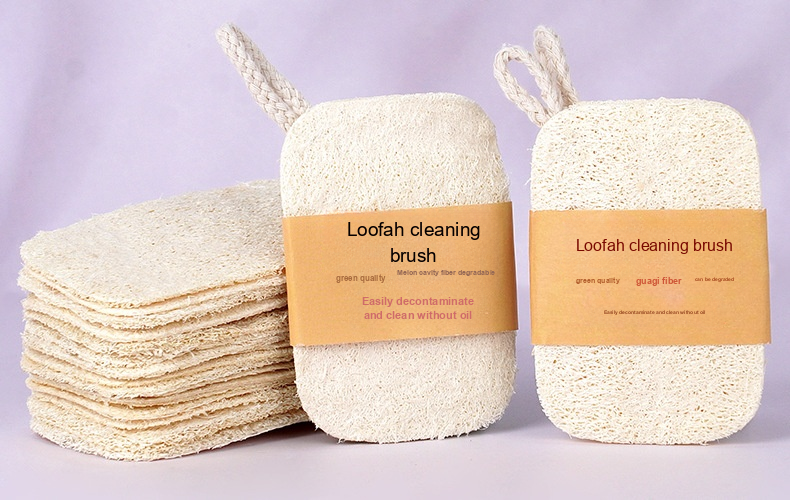 Loofah cleaning
brush
green quality
Melon cavity fiber degradable
Easily decontaminate
and clean without oil
Loofah cleaning brush
green quality
guagi fiber
can be degraded
Easily decontaminate and clean without oil